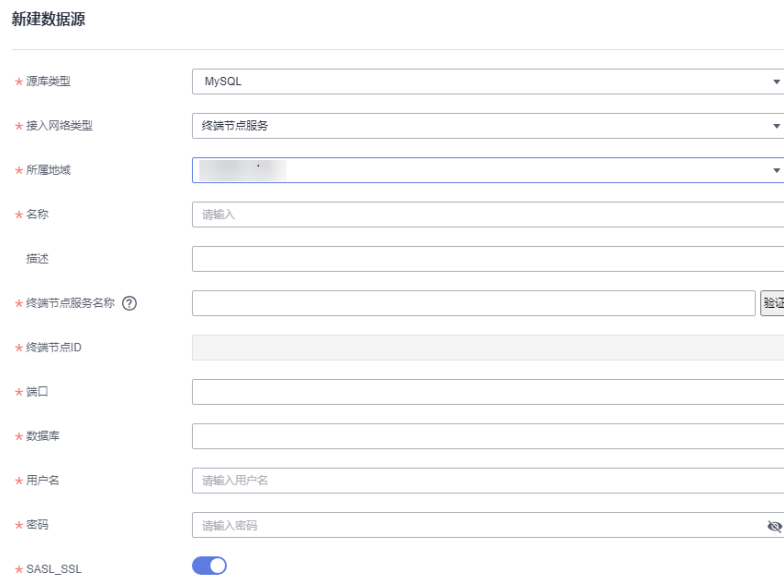 新建数据源
* 源库类型 MySQL
* 接入网络类型 终端节点服务
* 所属地域
* 名称 请输入
描述
* 终端节点服务名称 ? 验证
* 终端节点ID
* 端口
* 数据库
* 用户名 请输入用户名
* 密码 请输入密码
* SASL_SSL